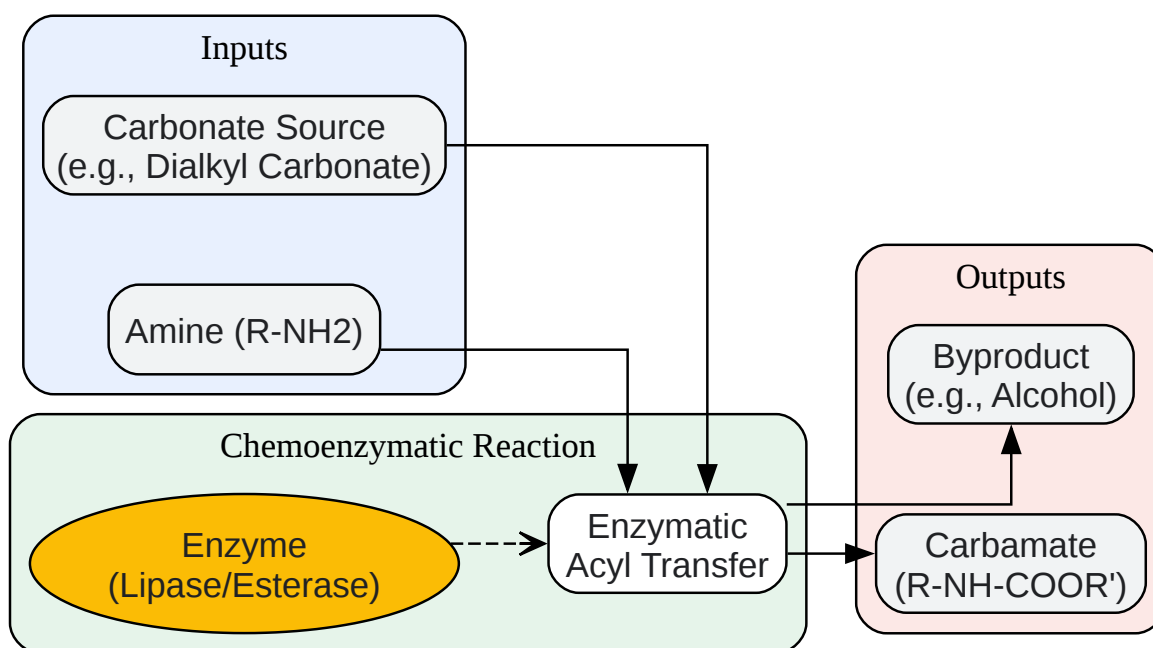 Inputs
Carbonate Source
(e.g., Dialkyl Carbonate)
Amine (R-NH2)
Outputs
Byproduct
(e.g., Alcohol)
Chemoenzymatic Reaction
Enzyme
(Lipase/Esterase)
Enzymatic
Acyl Transfer
Carbamate
(R-NH-COOR')